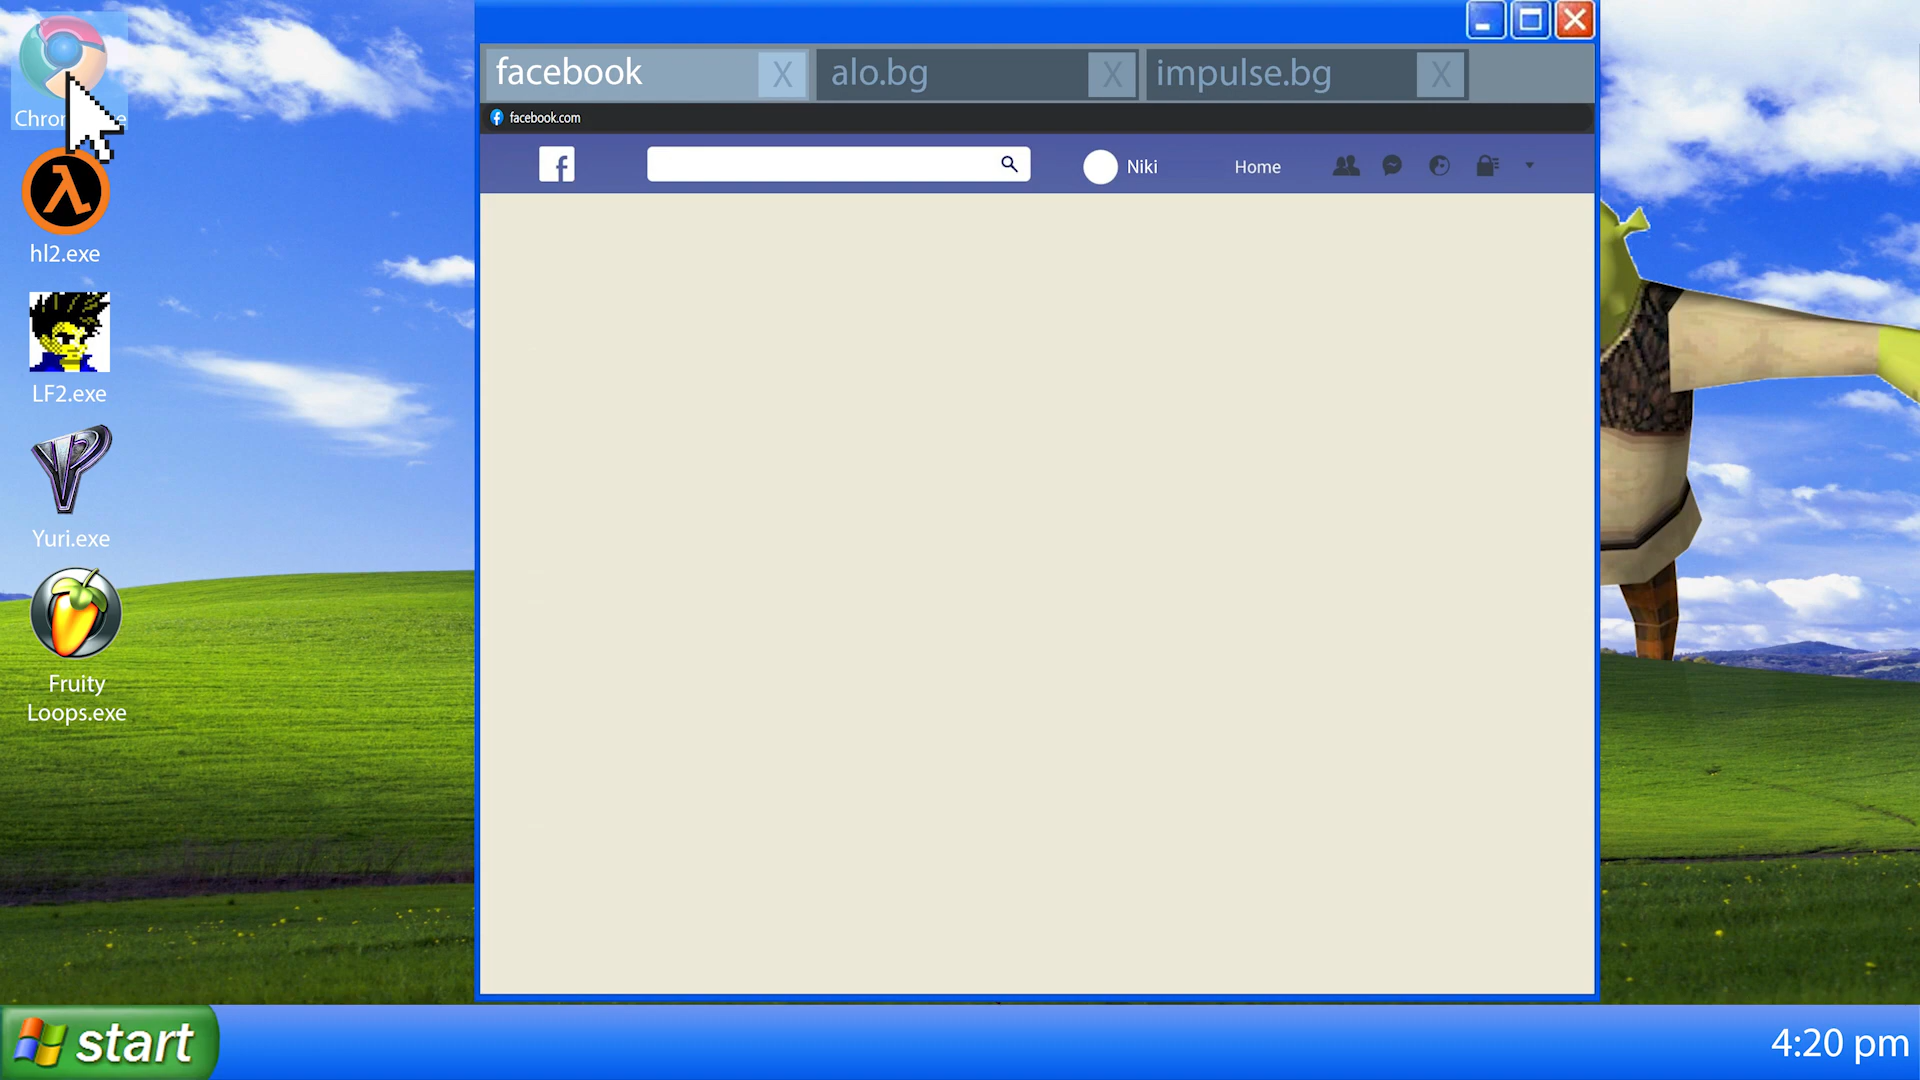 facebook X alo.bg X impulse.bg X
facebook.com
f Niki Home
hl2.exe
LF2.exe
Yuri.exe
Fruity
Loops.exe
start
4:20 pm